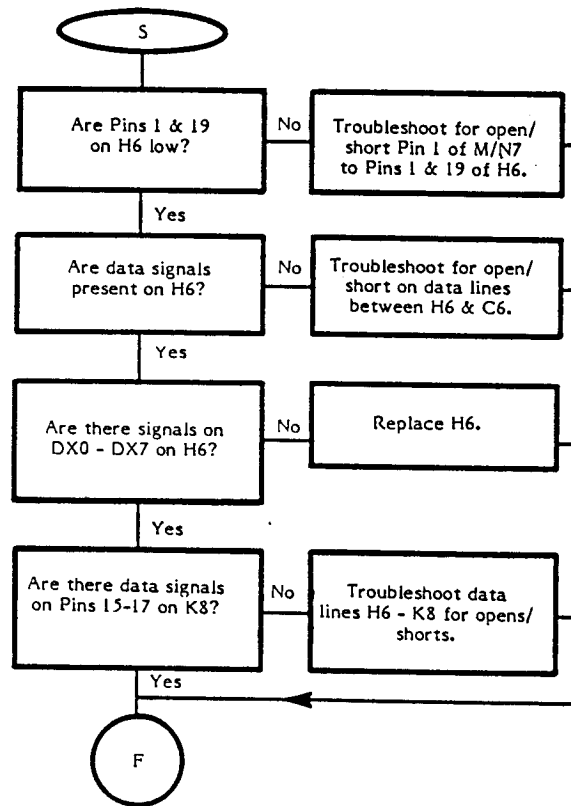 S
Are Pins 1 & 19
on H6 low?
No
Troubleshoot for open/
short Pin 1 of M/N7
to Pins 1 & 19 of H6.
Yes
Are data signals
present on H6?
No
Troubleshoot for open/
short on data lines
between H6 & C6.
Yes
Are there signals on
DX0 - DX7 on H6?
No
Replace H6.
Yes
Are there data signals
on Pins 15-17 on K8?
No
Troubleshoot data
lines H6 - K8 for opens/
shorts.
Yes
F